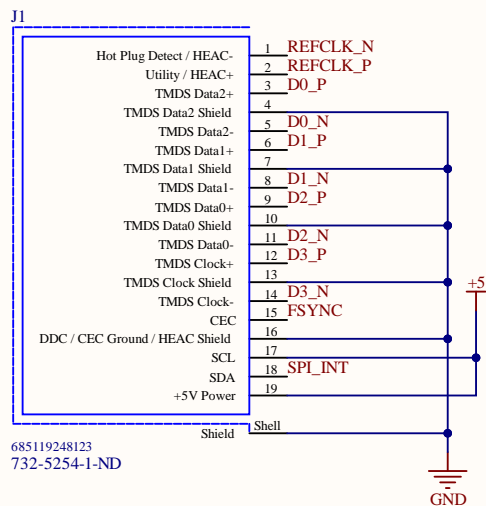 J1
Hot Plug Detect / HEAC- 1 REFCLK_N
Utility / HEAC+ 2 REFCLK_P
TMDS Data2+ 3 D0_P
TMDS Data2 Shield 4
TMDS Data2- 5 D0_N
TMDS Data1+ 6 D1_P
TMDS Data1 Shield 7
TMDS Data1- 8 D1_N
TMDS Data0+ 9 D2_P
TMDS Data0 Shield 10
TMDS Data0- 11 D2_N
TMDS Clock+ 12 D3_P
TMDS Clock Shield 13
TMDS Clock- 14 D3_N
CEC 15 FSYNC
DDC / CEC Ground / HEAC Shield 16
SCL 17
SDA 18 SPI_INT
+5V Power 19
+5
Shield Shell
685119248123
732-5254-1-ND
GND